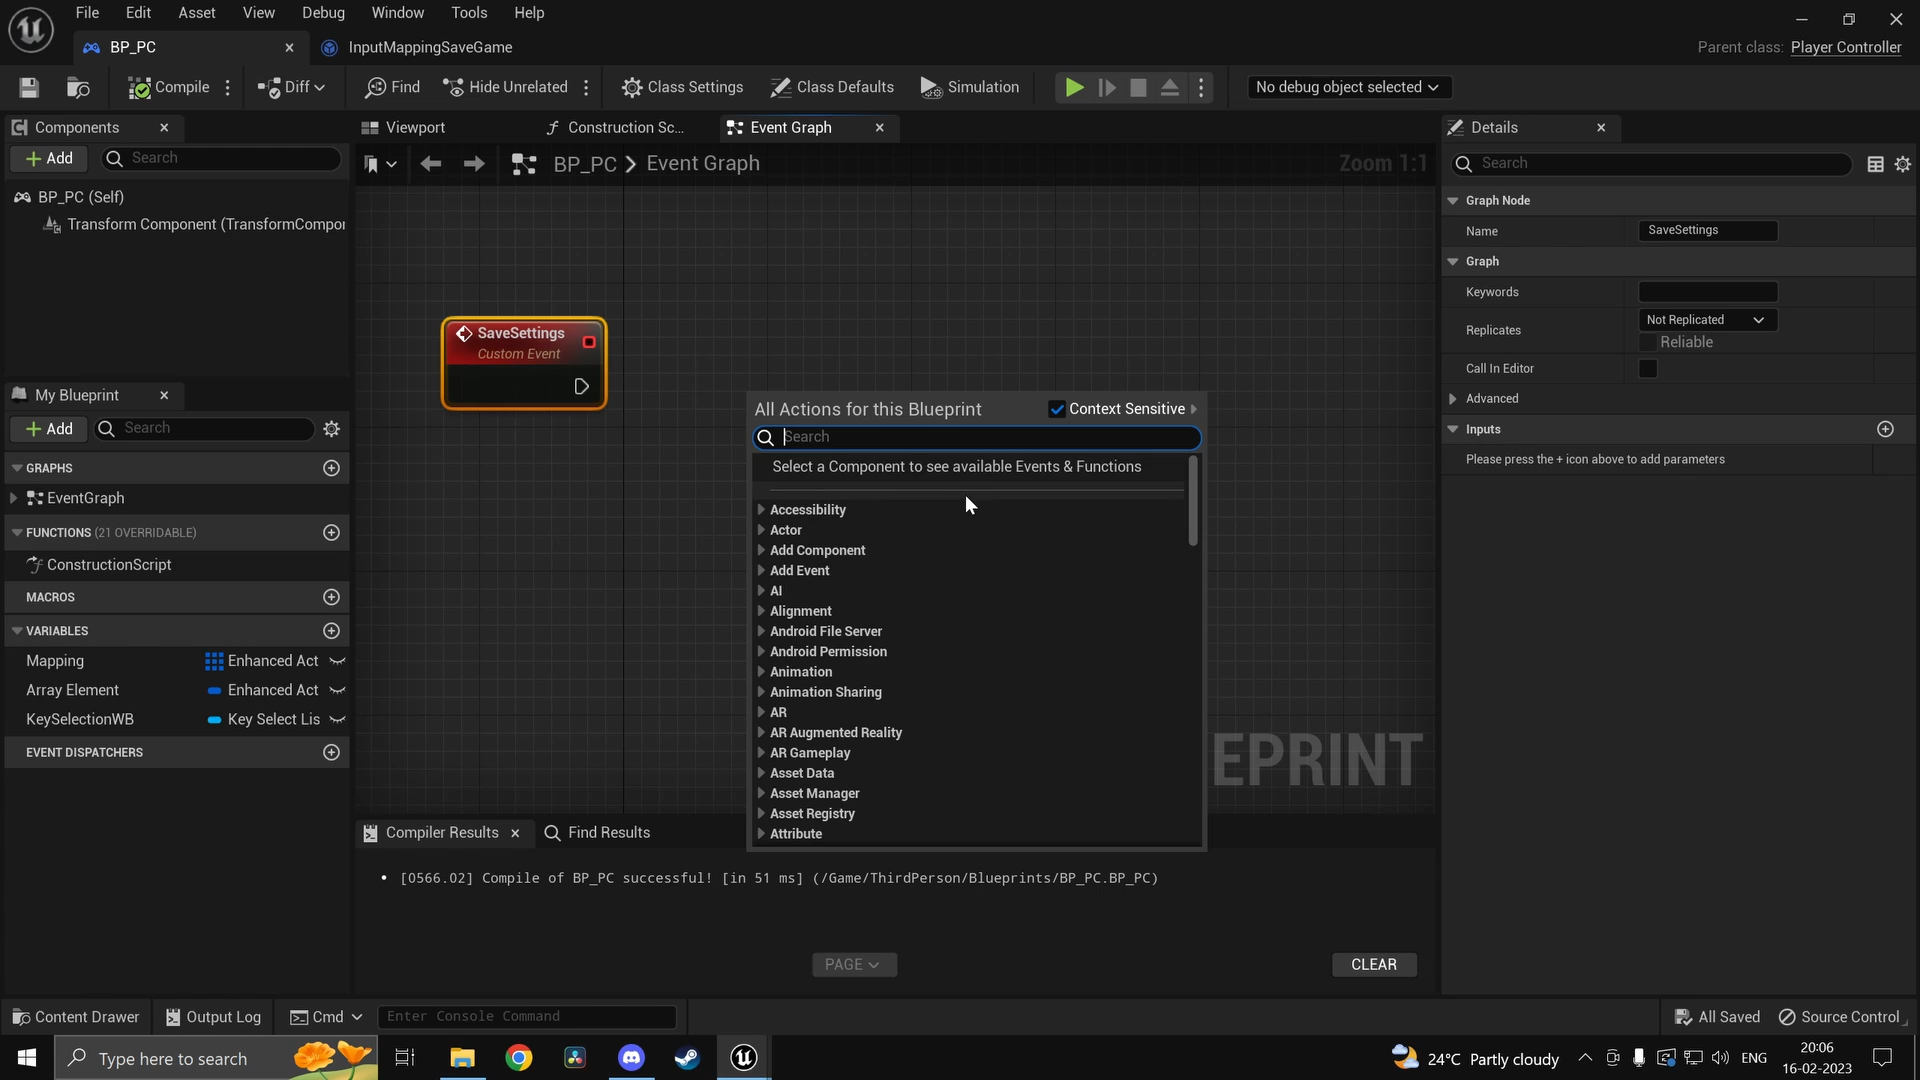 File Edit Asset View Debug Window Tools Help
BP_PC
InputMappingSaveGame
Parent class: Player Controller
Compile
Diff
Find
Hide Unrelated
Class Settings
Class Defaults
Simulation
No debug object selected
Components
Add
Search
BP_PC (Self)
Transform Component (TransformCompor
My Blueprint
Add
Search
GRAPHS
EventGraph
FUNCTIONS (21 OVERRIDABLE)
ConstructionScript
MACROS
VARIABLES
Mapping Enhanced Act
Array Element Enhanced Act
KeySelectionWB Key Select Lis
EVENT DISPATCHERS
Viewport
Construction Sc...
Event Graph
BP_PC > Event Graph
Zoom 1:1
SaveSettings
Custom Event
All Actions for this Blueprint
Context Sensitive
Search
Select a Component to see available Events & Functions
Accessibility
Actor
Add Component
Add Event
AI
Alignment
Android File Server
Android Permission
Animation
Animation Sharing
AR
AR Augmented Reality
AR Gameplay
Asset Data
Asset Manager
Asset Registry
Attribute
EPRINT
Compiler Results
Find Results
• [0566.02] Compile of BP_PC successful! [in 51 ms] (/Game/ThirdPerson/Blueprints/BP_PC.BP_PC)
PAGE
CLEAR
Details
Search
Graph Node
Name SaveSettings
Graph
Keywords
Replicates Not Replicated
Reliable
Call In Editor
Advanced
Inputs
Please press the + icon above to add parameters
Content Drawer
Output Log
Cmd
Enter Console Command
All Saved
Source Control
Type here to search
24°C Partly cloudy
ENG
20:06
16-02-2023